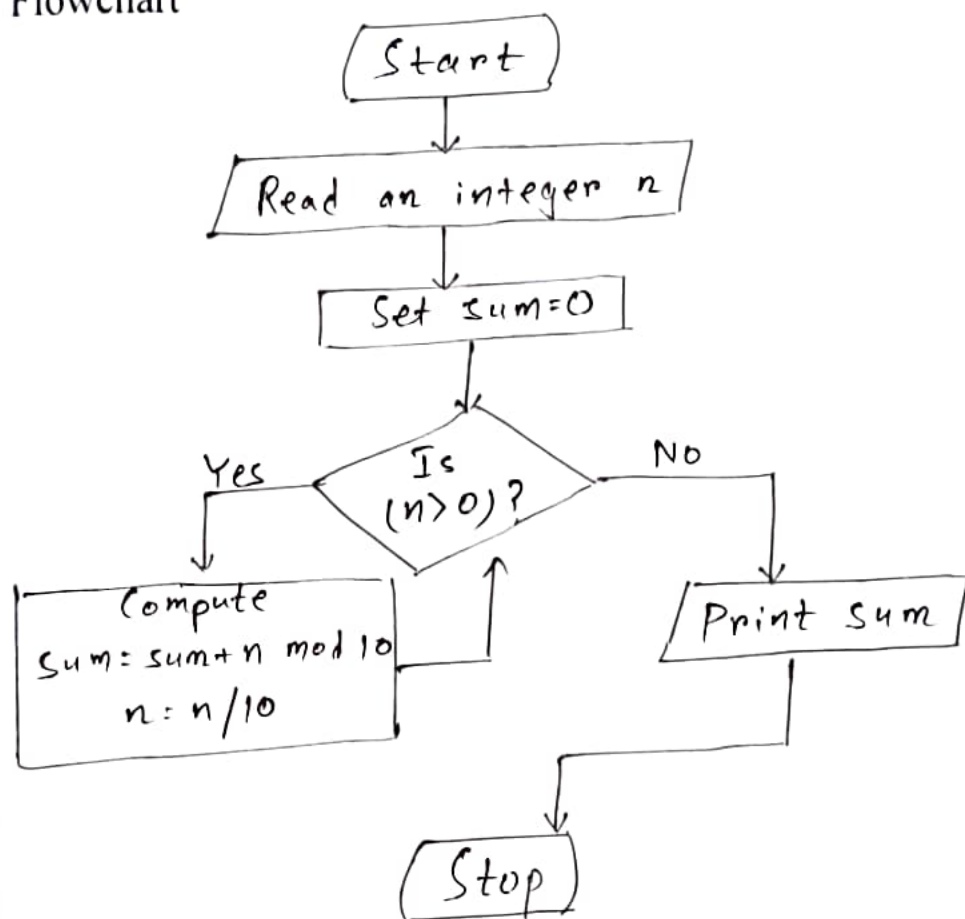 Flowchart
Start
Read an integer n
Set sum=0
Is
(n>0)?
Yes
No
Compute
sum=sum+n mod 10
n=n/10
Print sum
Stop